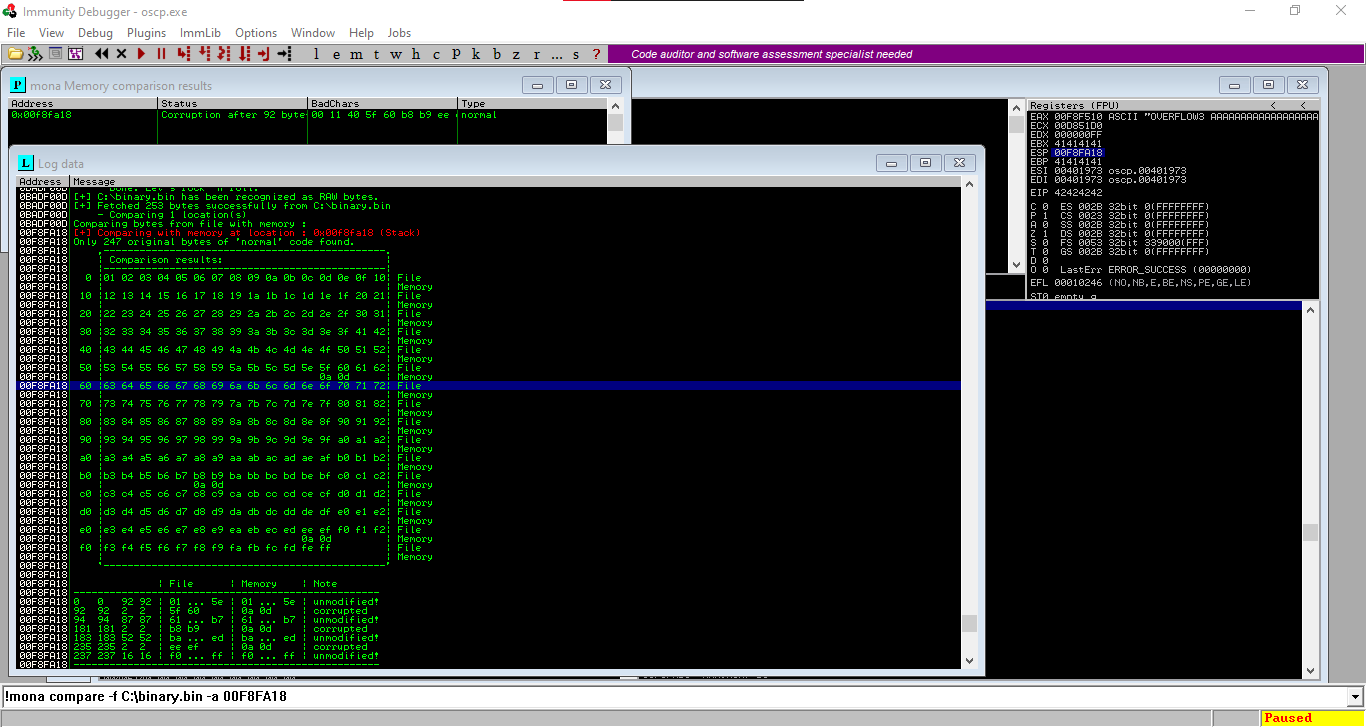 Immunity Debugger - oscp.exe
File View Debug Plugins ImmLib Options Window Help Jobs
l e m t w h c P k b z r ... s ?
Code auditor and software assessment specialist needed
mona Memory comparison results
Address Status BadChars Type
0x00f8fa18 Corruption after 92 byte 00 11 40 5f 60 b8 b9 ee normal
Registers (FPU) < <
EAX 00F8F510 ASCII "OVERFLOW3 AAAAAAAAAAAAAAAAAAA
ECX 00D851D0
EDX 000000FF
EBX 41414141
ESP 00F8FA18
EBP 41414141
ESI 00401973 oscp.00401973
EDI 00401973 oscp.00401973
EIP 42424242
C 0 ES 002B 32bit 0(FFFFFFFF)
P 1 CS 0023 32bit 0(FFFFFFFF)
A 0 SS 002B 32bit 0(FFFFFFFF)
Z 1 DS 002B 32bit 0(FFFFFFFF)
S 0 FS 0053 32bit 339000(FFF)
T 0 GS 002B 32bit 0(FFFFFFFF)
D 0
O 0 LastErr ERROR_SUCCESS (00000000)
EFL 00010246 (NO,NB,E,BE,NS,PE,GE,LE)
ST0 empty g
Log data
Address Message
0BADF00D Done. Let's rock 'n roll.
0BADF00D [+] C:\binary.bin has been recognized as RAW bytes.
0BADF00D [+] Fetched 253 bytes successfully from C:\binary.bin
0BADF00D - Comparing 1 location(s)
0BADF00D Comparing bytes from file with memory :
00F8FA18 [+] Comparing with memory at location : 0x00f8fa18 (Stack)
00F8FA18 Only 247 original bytes of 'normal' code found.
00F8FA18 ,-----------------------------------------------.
00F8FA18 | Comparison results: |
00F8FA18 |-----------------------------------------------|
00F8FA18 0 |01 02 03 04 05 06 07 08 09 0a 0b 0c 0d 0e 0f 10| File
00F8FA18 | | Memory
00F8FA18 10 |12 13 14 15 16 17 18 19 1a 1b 1c 1d 1e 1f 20 21| File
00F8FA18 | | Memory
00F8FA18 20 |22 23 24 25 26 27 28 29 2a 2b 2c 2d 2e 2f 30 31| File
00F8FA18 | | Memory
00F8FA18 30 |32 33 34 35 36 37 38 39 3a 3b 3c 3d 3e 3f 41 42| File
00F8FA18 | | Memory
00F8FA18 40 |43 44 45 46 47 48 49 4a 4b 4c 4d 4e 4f 50 51 52| File
00F8FA18 | | Memory
00F8FA18 50 |53 54 55 56 57 58 59 5a 5b 5c 5d 5e 5f 60 61 62| File
00F8FA18 | 0a 0d | Memory
00F8FA18 60 |63 64 65 66 67 68 69 6a 6b 6c 6d 6e 6f 70 71 72| File
00F8FA18 | | Memory
00F8FA18 70 |73 74 75 76 77 78 79 7a 7b 7c 7d 7e 7f 80 81 82| File
00F8FA18 | | Memory
00F8FA18 80 |83 84 85 86 87 88 89 8a 8b 8c 8d 8e 8f 90 91 92| File
00F8FA18 | | Memory
00F8FA18 90 |93 94 95 96 97 98 99 9a 9b 9c 9d 9e 9f a0 a1 a2| File
00F8FA18 | | Memory
00F8FA18 a0 |a3 a4 a5 a6 a7 a8 a9 aa ab ac ad ae af b0 b1 b2| File
00F8FA18 | | Memory
00F8FA18 b0 |b3 b4 b5 b6 b7 b8 b9 ba bb bc bd be bf c0 c1 c2| File
00F8FA18 | 0a 0d | Memory
00F8FA18 c0 |c3 c4 c5 c6 c7 c8 c9 ca cb cc cd ce cf d0 d1 d2| File
00F8FA18 | | Memory
00F8FA18 d0 |d3 d4 d5 d6 d7 d8 d9 da db dc dd de df e0 e1 e2| File
00F8FA18 | | Memory
00F8FA18 e0 |e3 e4 e5 e6 e7 e8 e9 ea eb ec ed ee ef f0 f1 f2| File
00F8FA18 | 0a 0d | Memory
00F8FA18 f0 |f3 f4 f5 f6 f7 f8 f9 fa fb fc fd fe ff | File
00F8FA18 | | Memory
00F8FA18 '-----------------------------------------------'
00F8FA18
00F8FA18 | File | Memory | Note
00F8FA18 ---------------------------------------------------
00F8FA18 0 0 92 92 | 01 ... 5e | 01 ... 5e | unmodified!
00F8FA18 92 92 2 2 | 5f 60 | 0a 0d | corrupted
00F8FA18 94 94 87 87 | 61 ... b7 | 61 ... b7 | unmodified!
00F8FA18 181 181 2 2 | b8 b9 | 0a 0d | corrupted
00F8FA18 183 183 52 52 | ba ... ed | ba ... ed | unmodified!
00F8FA18 235 235 2 2 | ee ef | 0a 0d | corrupted
00F8FA18 237 237 16 16 | f0 ... ff | f0 ... ff | unmodified!
00F8FA18 ---------------------------------------------------
!mona compare -f C:\binary.bin -a 00F8FA18
Paused